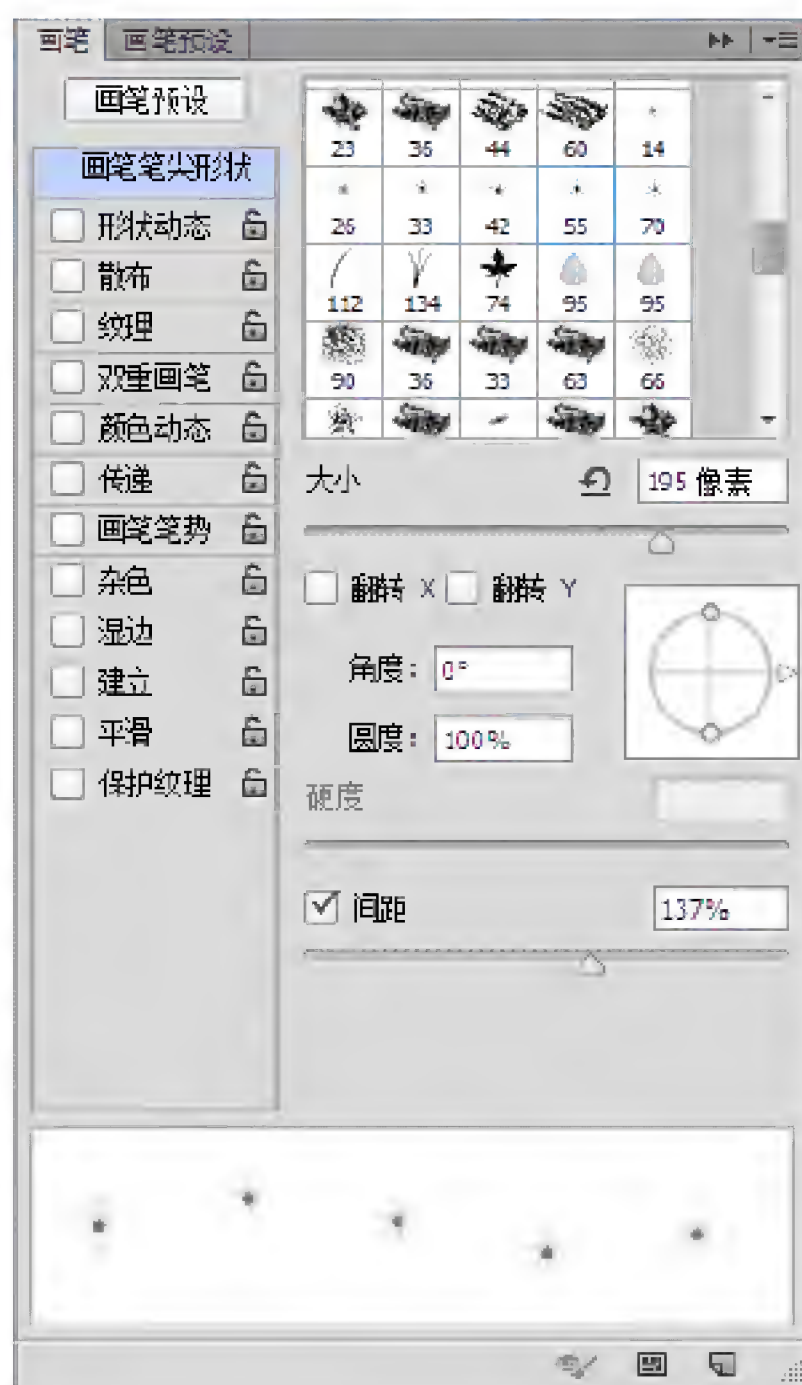 画笔 画笔预设
画笔预设
画笔笔尖形状
形状动态
散布
纹理
双重画笔
颜色动态
传递
画笔笔势
杂色
湿边
建立
平滑
保护纹理
23 36 44 60 14
26 33 42 55 70
112 134 74 95 95
90 36 33 63 66
大小 195 像素
翻转 X 翻转 Y
角度: 0°
圆度: 100%
硬度
间距 137%